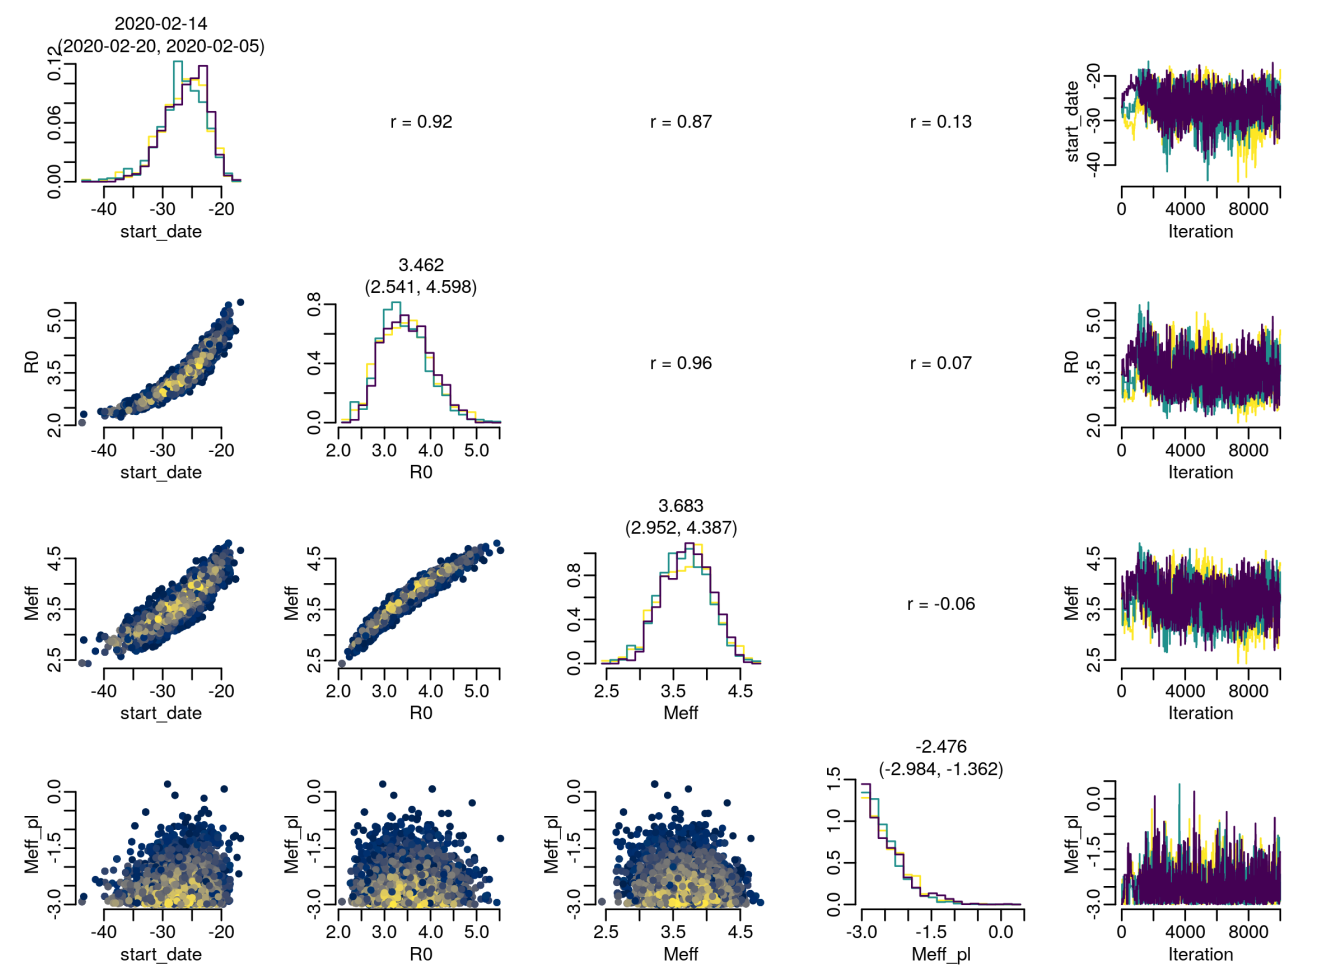 2020-02-14
(2020-02-20, 2020-02-05)
0.00 0.06 0.12
-40 -30 -20
start_date
r = 0.92
r = 0.87
r = 0.13
start_date
-40 -30 -20
0 4000 8000
Iteration
R0
2.0 3.5 5.0
-40 -30 -20
start_date
3.462
(2.541, 4.598)
0.0 0.4 0.8
2.0 3.0 4.0 5.0
R0
r = 0.96
r = 0.07
R0
2.0 3.5 5.0
0 4000 8000
Iteration
Meff
2.5 3.5 4.5
-40 -30 -20
start_date
Meff
2.5 3.5 4.5
2.0 3.0 4.0 5.0
R0
3.683
(2.952, 4.387)
0.0 0.4 0.8
2.5 3.5 4.5
Meff
r = -0.06
Meff
2.5 3.5 4.5
0 4000 8000
Iteration
Meff_pl
-3.0 -1.5 0.0
-40 -30 -20
start_date
Meff_pl
-3.0 -1.5 0.0
2.0 3.0 4.0 5.0
R0
Meff_pl
-3.0 -1.5 0.0
2.5 3.5 4.5
Meff
-2.476
(-2.984, -1.362)
0.0 0.5 1.0 1.5
-3.0 -1.5 0.0
Meff_pl
Meff_pl
-3.0 -1.5 0.0
0 4000 8000
Iteration